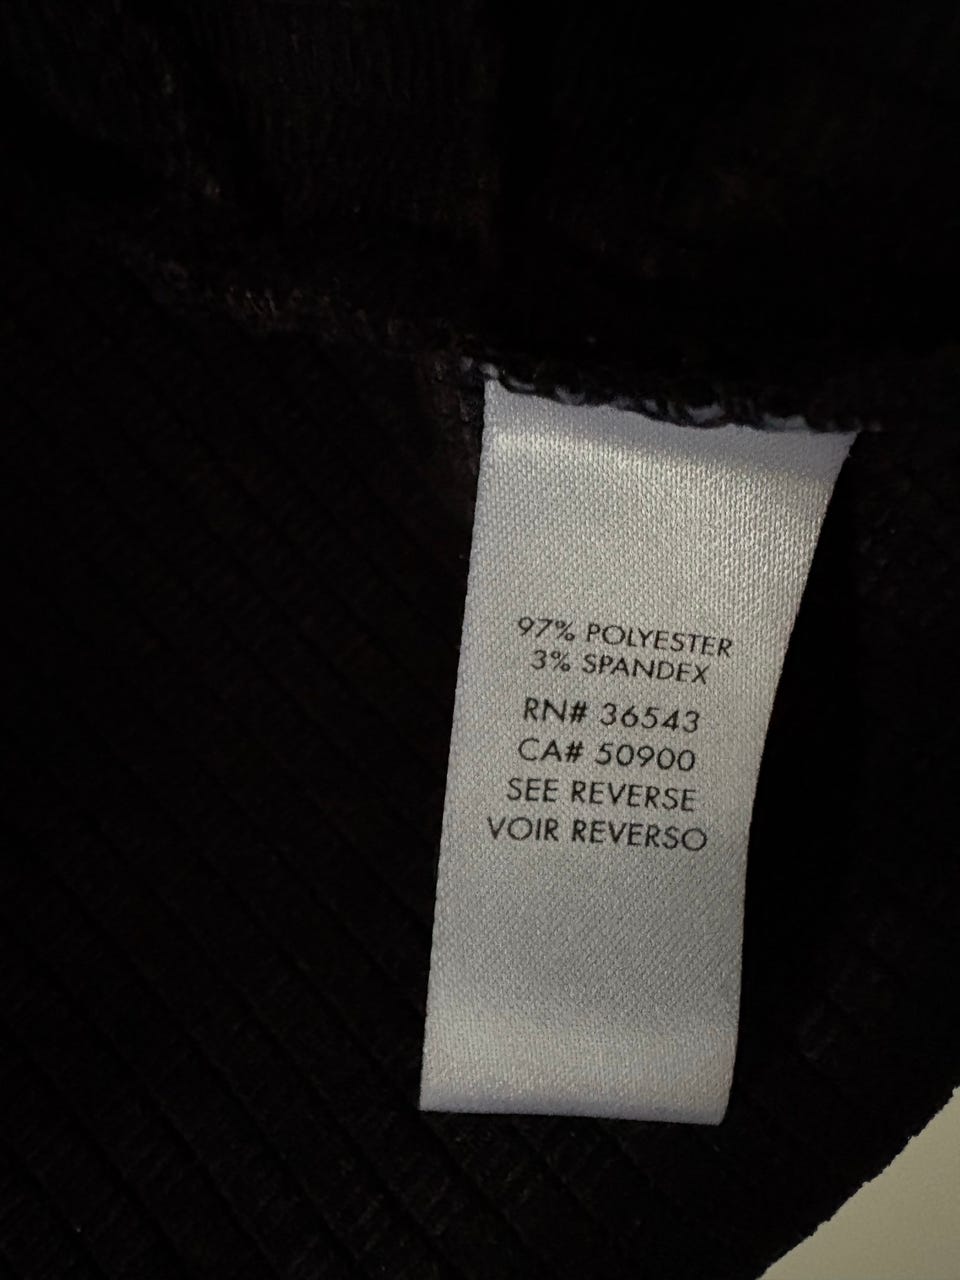 97% POLYESTER
3% SPANDEX
RN# 36543
CA# 50900
SEE REVERSE
VOIR REVERSO